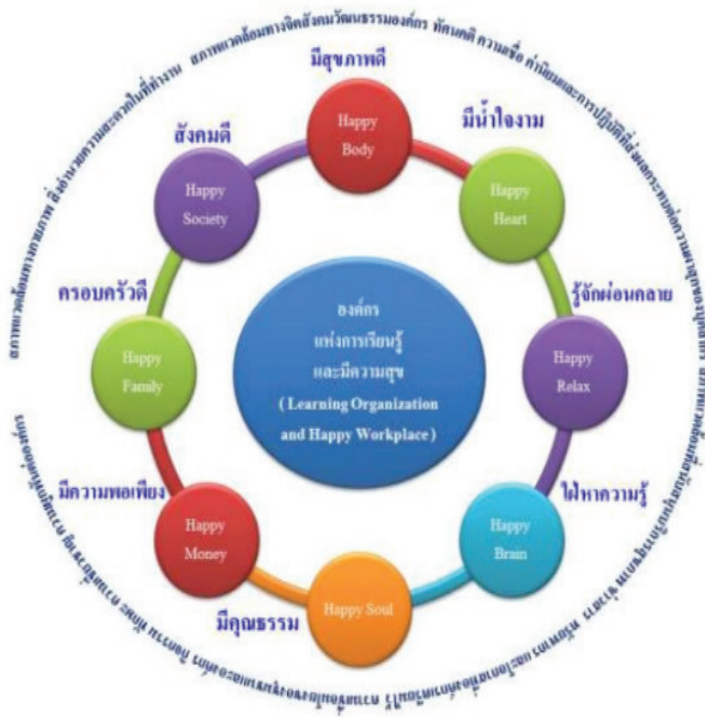 สภาพแวดล้อมทางกายภาพ สิ่งอำนวยความสะดวกในที่ทำงาน สภาพแวดล้อมทางจิตสังคมวัฒนธรรมองค์กร ทัศนคติ ความเชื่อ ค่านิยมและการปฏิบัติที่ส่งผลกระทบต่อความผาสุกของบุคลากร
มีสุขภาพดี
Happy
Body
มีน้ำใจงาม
Happy
Heart
รู้จักผ่อนคลาย
Happy
Relax
ใฝ่หาความรู้
Happy
Brain
มีคุณธรรม
Happy Soul
มีความพอเพียง
Happy
Money
ครอบครัวดี
Happy
Family
สังคมดี
Happy
Society
องค์กร
แห่งการเรียนรู้
และมีความสุข
( Learning Organization
and Happy Workplace )